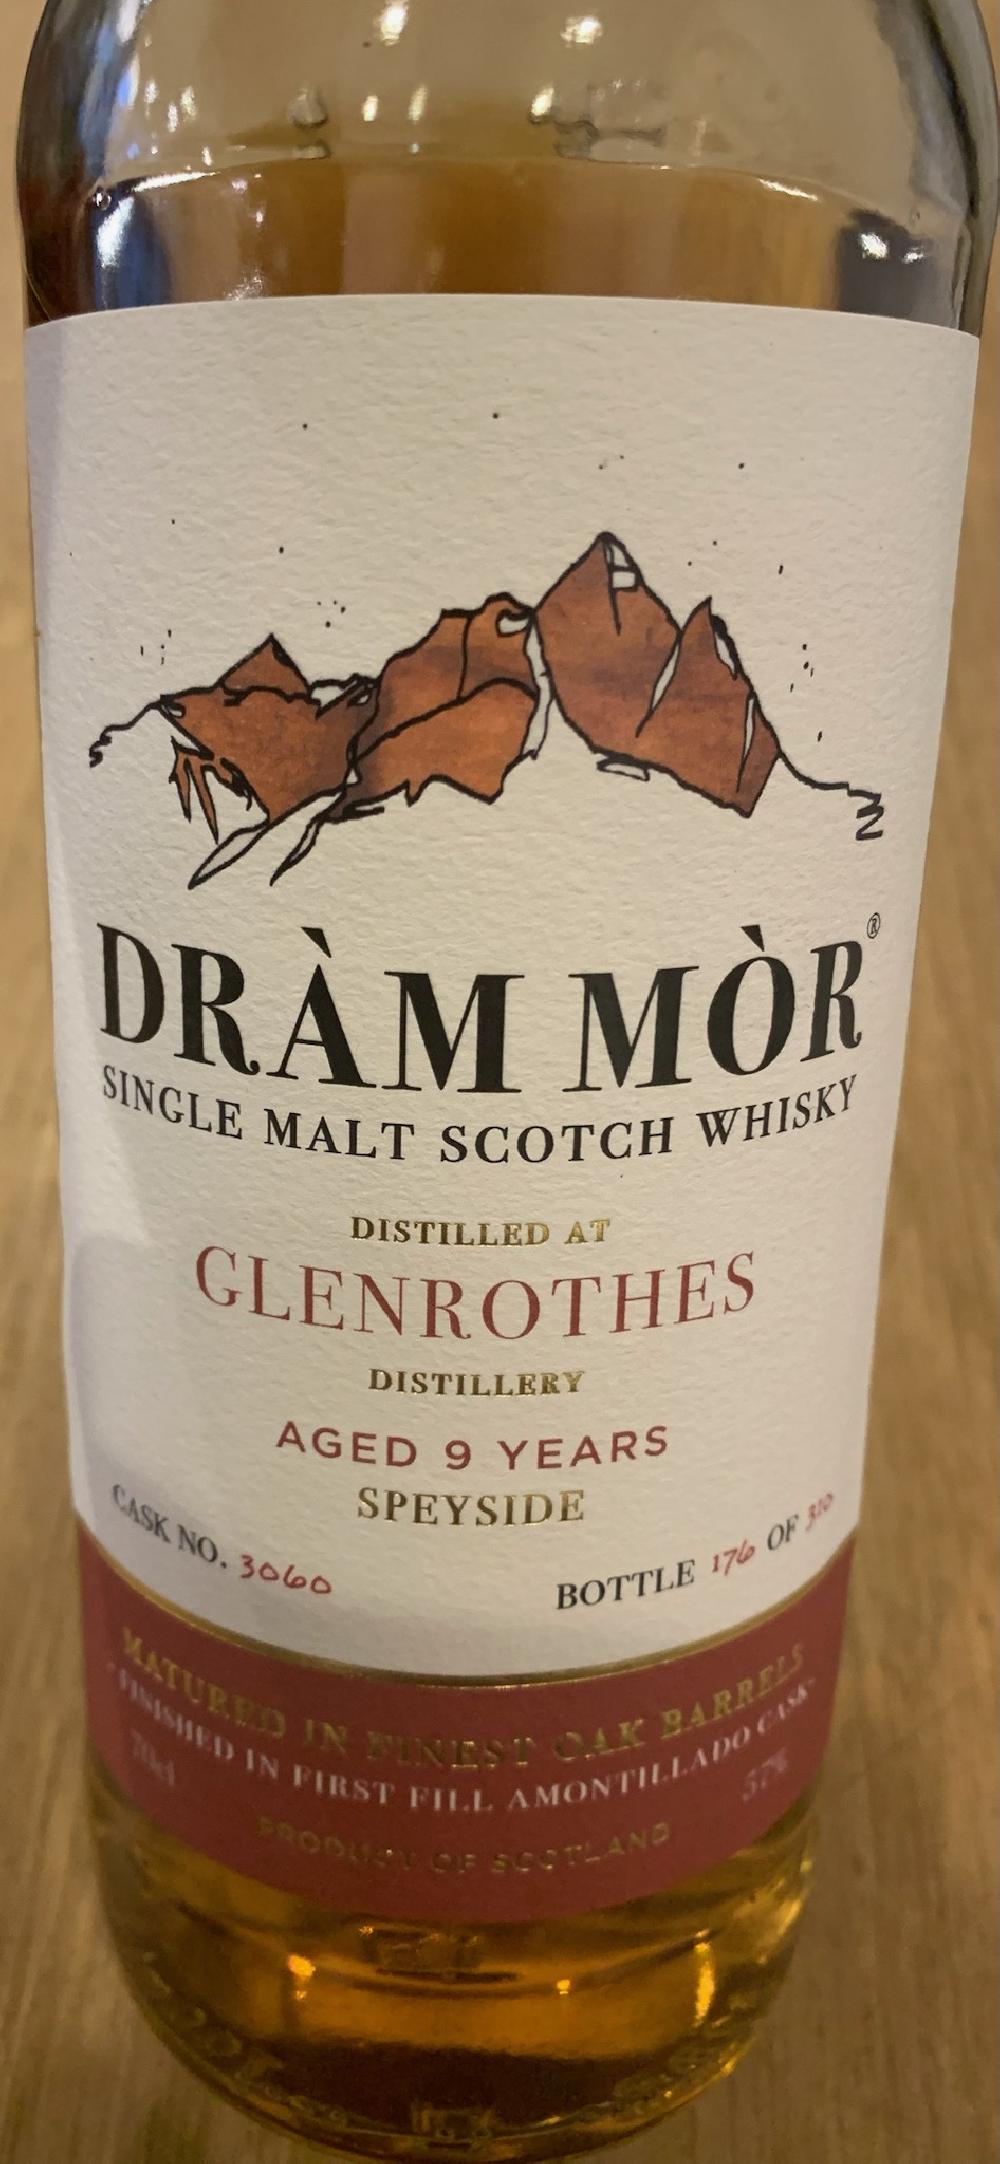 DRÀM MÒR®
SINGLE MALT SCOTCH WHISKY
DISTILLED AT
GLENROTHES
DISTILLERY
AGED 9 YEARS
SPEYSIDE
CASK NO. 3060
BOTTLE 176 OF 310
MATURED IN FINEST OAK BARRELS
-FINISHED IN FIRST FILL AMONTILLADO CASK-
70cl
57%
PRODUCT OF SCOTLAND